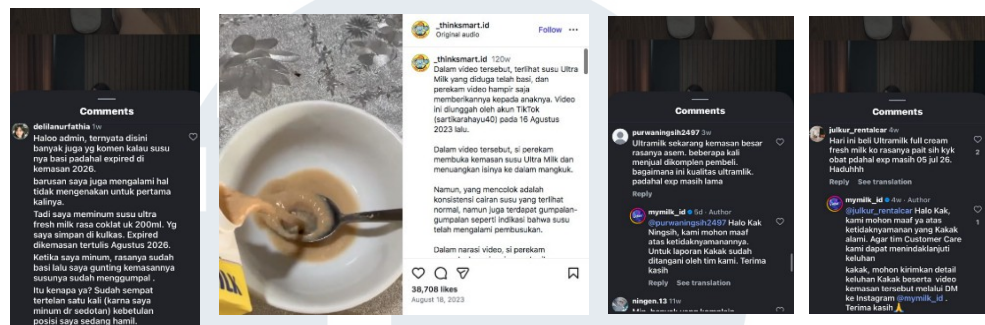 Comments
delilanurfathia 1w
Haloo admin, ternyata disini
banyak juga yg komen kalau susu
nya basi padahal expired di
kemasan 2026.
barusan saya juga mengalami hal
tidak mengenakan untuk pertama
kalinya.
Tadi saya meminum susu ultra
fresh milk rasa coklat uk 200ml. Yg
saya simpan di kulkas. Expired
dikemasan tertulis Agustus 2026.
Ketika saya minum, rasanya sudah
basi lalu saya gunting kemasannya
susunya sudah menggumpal .
Itu kenapa ya? Sudah sempat
tertelan satu kali (karna saya
minum dr sedotan) kebetulan
posisi saya sedang hamil.
_thinksmart.id
Original audio
Follow
_thinksmart.id 120w
Dalam video tersebut, terlihat susu Ultra
Milk yang diduga telah basi, dan
perekam video hampir saja
memberikannya kepada anaknya. Video
ini diunggah oleh akun TikTok
(sartikarahayu40) pada 16 Agustus
2023 lalu.
Dalam video tersebut, si perekam
membuka kemasan susu Ultra Milk dan
menuangkan isinya ke dalam mangkuk.
Namun, yang mencolok adalah
konsistensi cairan susu yang terlihat
normal, namun juga terdapat gumpalan-
gumpalan seperti indikasi bahwa susu
telah mengalami pembusukan.
Dalam narasi video, si perekam
38,708 likes
August 18, 2023
Comments
purwaningsih2497 3w
Ultramilk sekarang kemasan besar
rasanya asem. beberapa kali
menjual dikomplen pembeli.
bagaimana ini kualitas ultramlik.
padahal exp masih lama
Reply
mymilk_id 5d · Author
@purwaningsih2497 Halo Kak
Ningsih, kami mohon maaf
atas ketidaknyamanannya.
Untuk laporan Kakak sudah
ditangani oleh tim kami. Terima
kasih
Reply See translation
ningen.13 11w
Comments
julkur_rentalcar 4w
Hari ini beli Ultramilk full cream
fresh milk ko rasanya pait sih kyk
obat pdahal exp masih 05 jul 26.
Haduhhh
2
Reply See translation
mymilk_id 4w · Author
@julkur_rentalcar Halo Kak,
kami mohon maaf atas
ketidaknyamanan yang Kakak
alami. Agar tim Customer Care
kami dapat menindaklanjuti
keluhan
kakak, mohon kirimkan detail
keluhan Kakak beserta video
kemasan tersebut melalui DM
ke Instagram @mymilk_id .
Terima kasih🙏
1